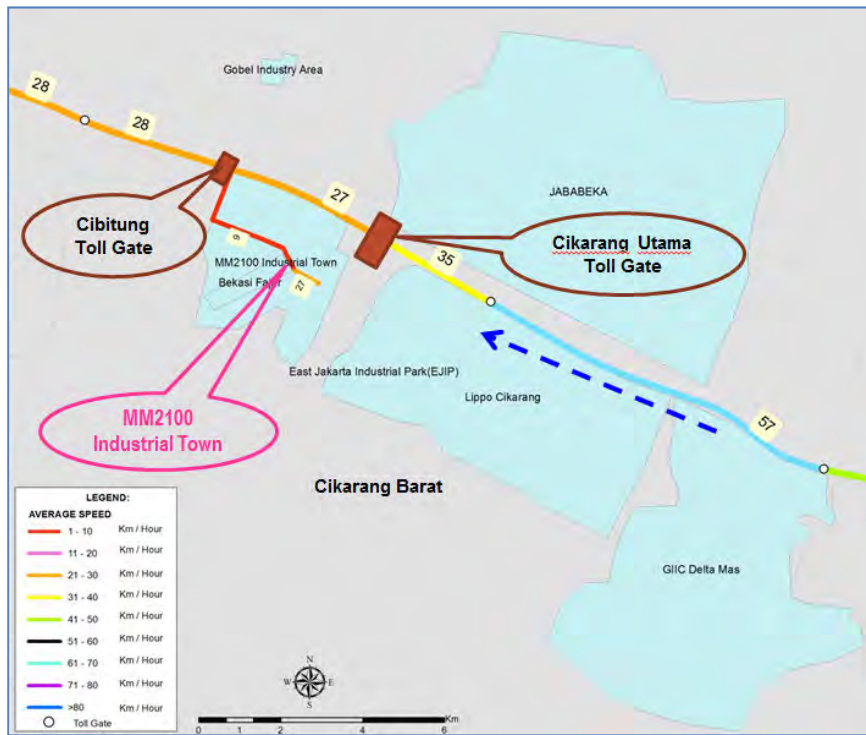 Gobel Industry Area
28
28
Cibitung
Toll Gate
27
JABABEKA
Cikarang Utama
Toll Gate
35
9
MM2100 Industrial Town
Bekasi Fajar
27
East Jakarta Industrial Park(EJIP)
Lippo Cikarang
MM2100
Industrial Town
57
Cikarang Barat
GIIC Delta Mas
LEGEND:
AVERAGE SPEED
1 - 10 Km / Hour
11 - 20 Km / Hour
21 - 30 Km / Hour
31 - 40 Km / Hour
41 - 50 Km / Hour
51 - 60 Km / Hour
61 - 70 Km / Hour
71 - 80 Km / Hour
>80 Km / Hour
Toll Gate
N
W E
S
Km
0 1 2 4 6